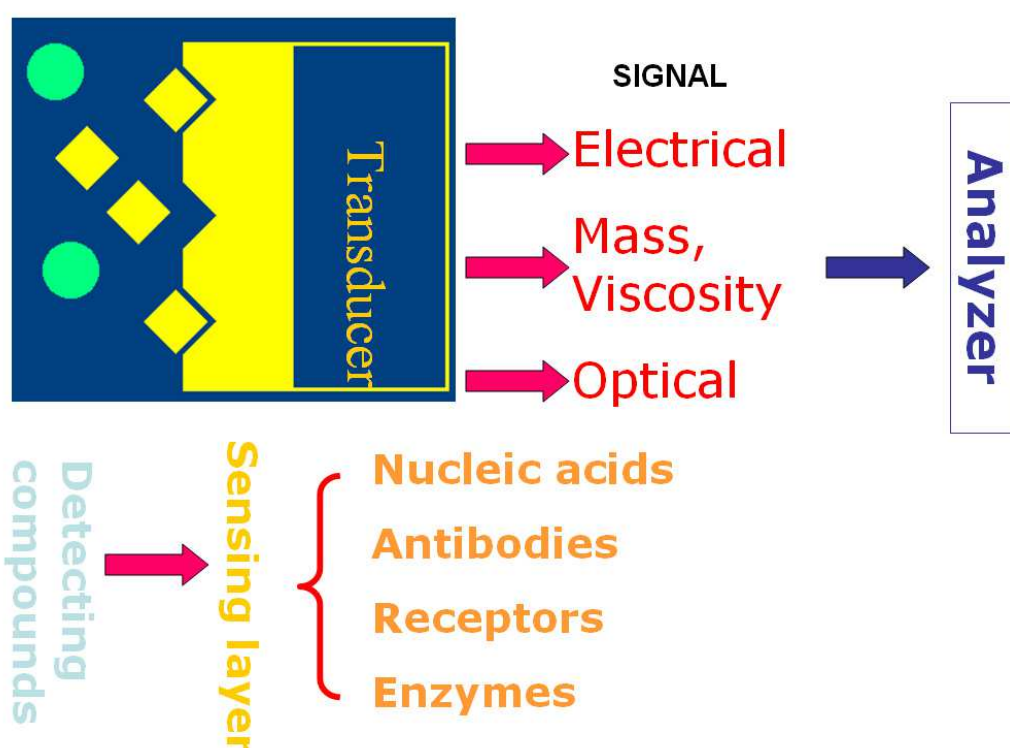 SIGNAL
Transducer
Electrical
Mass,
Viscosity
Optical
Analyzer
Detecting
compounds
Sensing layer
Nucleic acids
Antibodies
Receptors
Enzymes